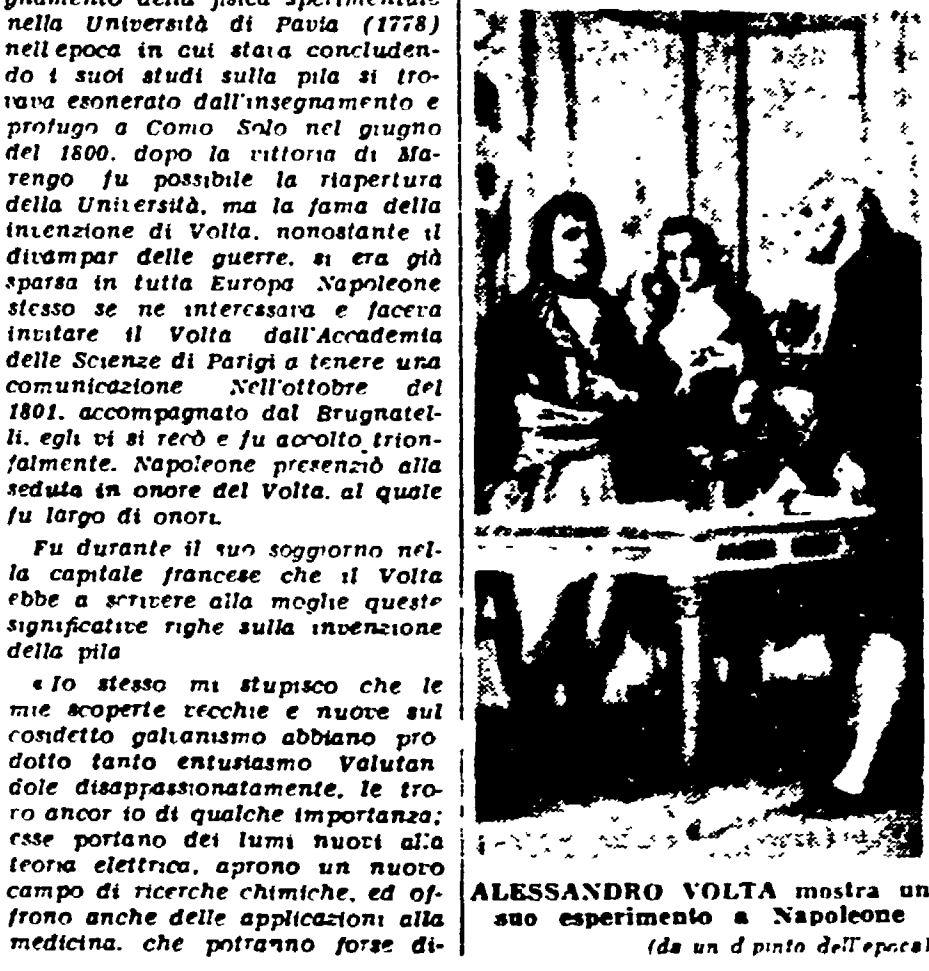 gnamento della fisica sperimentale
nella Università di Pavia (1778)
nell'epoca in cui stava concluden-
do i suoi studi sulla pila si tro-
vava esonerato dall'insegnamento e
profugo a Como Solo nel giugno
del 1800. dopo la vittoria di Ma-
rengo fu possibile la riapertura
della Università, ma la fama della
invenzione di Volta, nonostante il
divampar delle guerre, si era già
sparsa in tutta Europa Napoleone
stesso se ne interessava e faceva
invitare il Volta dall'Accademia
delle Scienze di Parigi a tenere una
comunicazione Nell'ottobre del
1801. accompagnato dal Brugnatel-
li. egli vi si recò e fu accolto trion-
falmente. Napoleone presenziò alla
seduta in onore del Volta. al quale
fu largo di onori.
Fu durante il suo soggiorno nel-
la capitale francese che il Volta
ebbe a scrivere alla moglie queste
significative righe sulla invenzione
della pila
« Io stesso mi stupisco che le
mie scoperte vecchie e nuove sul
cosidetto galvanismo abbiano pro
dotto tanto entusiasmo Valutan
dole disappassionatamente, le tro-
vo ancor io di qualche importanza;
esse portano dei lumi nuovi alla
teoria elettrica, aprono un nuovo
campo di ricerche chimiche, ed of-
frono anche delle applicazioni alla
medicina. che potranno forse di-
ALESSANDRO VOLTA mostra un
suo esperimento a Napoleone
(da un dipinto dell'epoca)